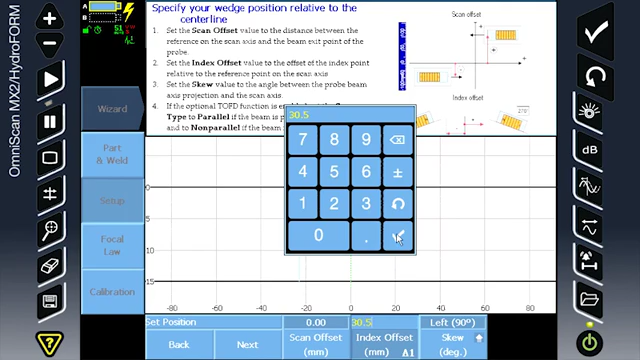 OmniScan MX2/HydroFORM
Specify your wedge position relative to the
centerline
1. Set the Scan Offset value to the distance between the
reference on the scan axis and the beam exit point of the
probe.
2. Set the Index Offset value to the offset of the index
point relative to the reference point on the scan axis
3. Set the Skew value to the angle between the probe beam
axis projection and the scan axis.
4. If the optional TOFD function is
Type to Parallel if the beam is p
and to Nonparallel if the beam
Scan offset
Index offset
270°
Wizard
Part
& Weld
Setup
Focal
Law
Calibration
30.5
7 8 9
4 5 6 ±
1 2 3
0 .
0
5
10
15
-80 -60 -40 -20 0 20 40 60 80
Set Position 0.00 30.5 Left (90°)
Back Next Scan Offset
(mm) Index Offset
(mm) Δ1 Skew
(deg.)
dB
?